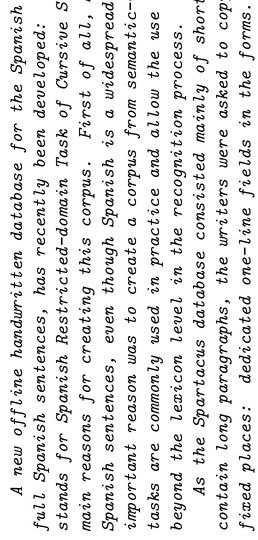 A new offline handwritten database for the Spanish
full Spanish sentences, has recently been developed:
stands for Spanish Restricted-domain Task of Cursive S
main reasons for creating this corpus. First of all,
Spanish sentences, even though Spanish is a widespread
important reason was to create a corpus from semantic-
tasks are commonly used in practice and allow the use
beyond the lexicon level in the recognition process.
As the Spartacus database consisted mainly of short
contain long paragraphs, the writers were asked to copy
fixed places: dedicated one-line fields in the forms.